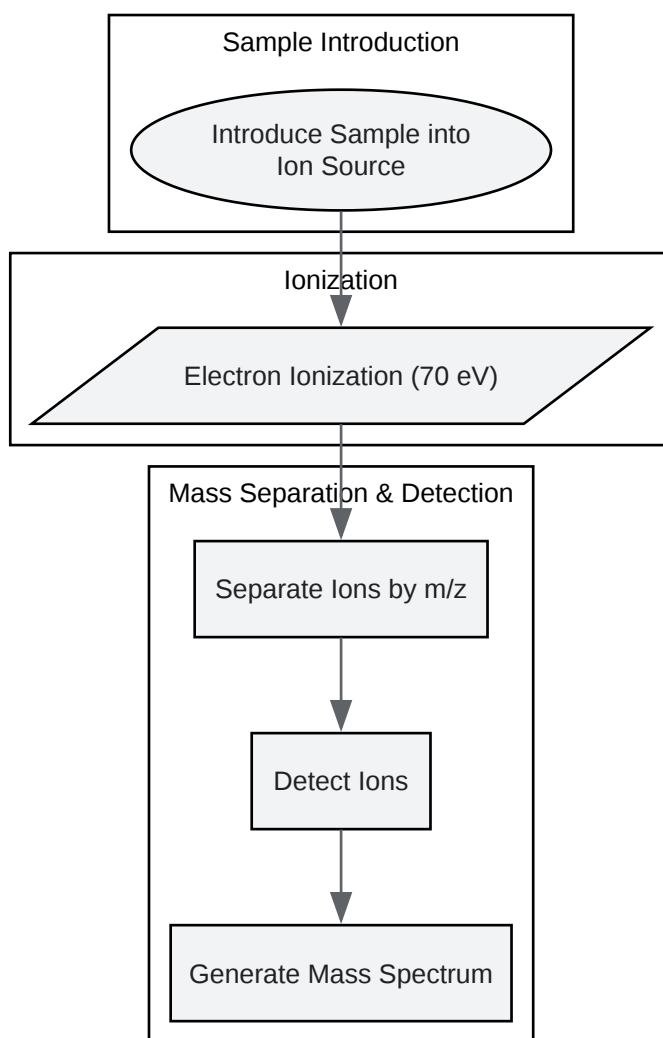 Sample Introduction
Introduce Sample into
Ion Source
Ionization
Electron Ionization (70 eV)
Mass Separation & Detection
Separate Ions by m/z
Detect Ions
Generate Mass Spectrum